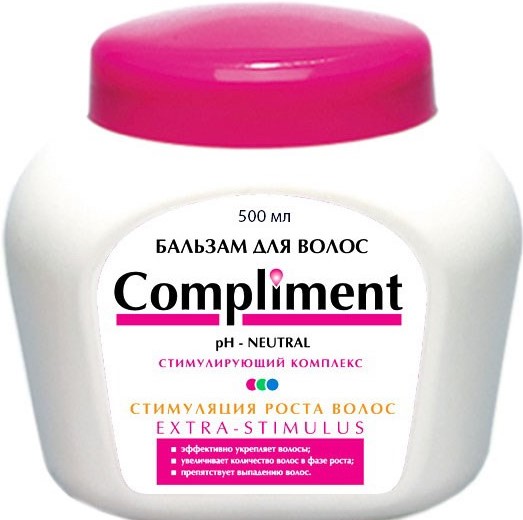 500 мл
БАЛЬЗАМ ДЛЯ ВОЛОС
Compliment
pH - NEUTRAL
СТИМУЛИРУЮЩИЙ КОМПЛЕКС
СТИМУЛЯЦИЯ РОСТА ВОЛОС
EXTRA-STIMULUS
эффективно укрепляет волосы;
увеличивает количество волос в фазе роста;
препятствует выпадению волос.